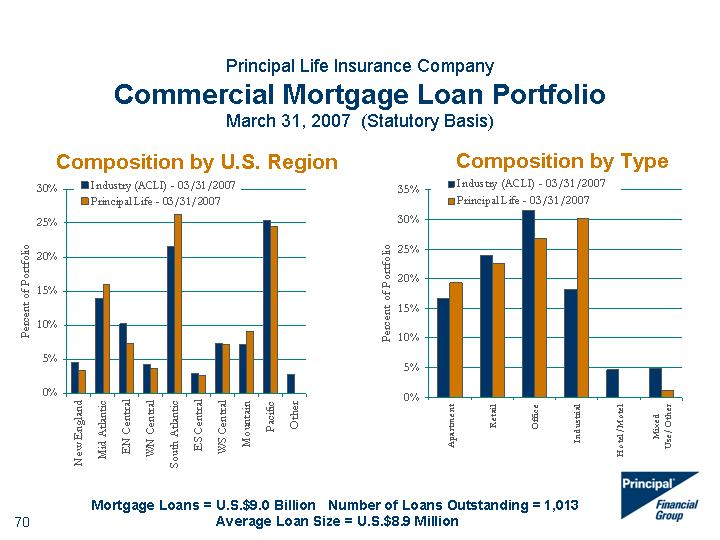 Principal Life Insurance Company
Commercial Mortgage Loan Portfolio
March 31, 2007 (Statutory Basis)
Composition by U.S. Region
Industry (ACLI) - 03/31/2007
Principal Life - 03/31/2007
Percent of Portfolio
30%
25%
20%
15%
10%
5%
0%
New England
Mid Atlantic
EN Central
WN Central
South Atlantic
ES Central
WS Central
Mountain
Pacific
Other
Composition by Type
Industry (ACLI) - 03/31/2007
Principal Life - 03/31/2007
Percent of Portfolio
35%
30%
25%
20%
15%
10%
5%
0%
Apartment
Retail
Office
Industrial
Hotel/Motel
Mixed
Use/Other
Mortgage Loans = U.S.$9.0 Billion Number of Loans Outstanding = 1,013
Average Loan Size = U.S.$8.9 Million
70
Principal
Financial
Group